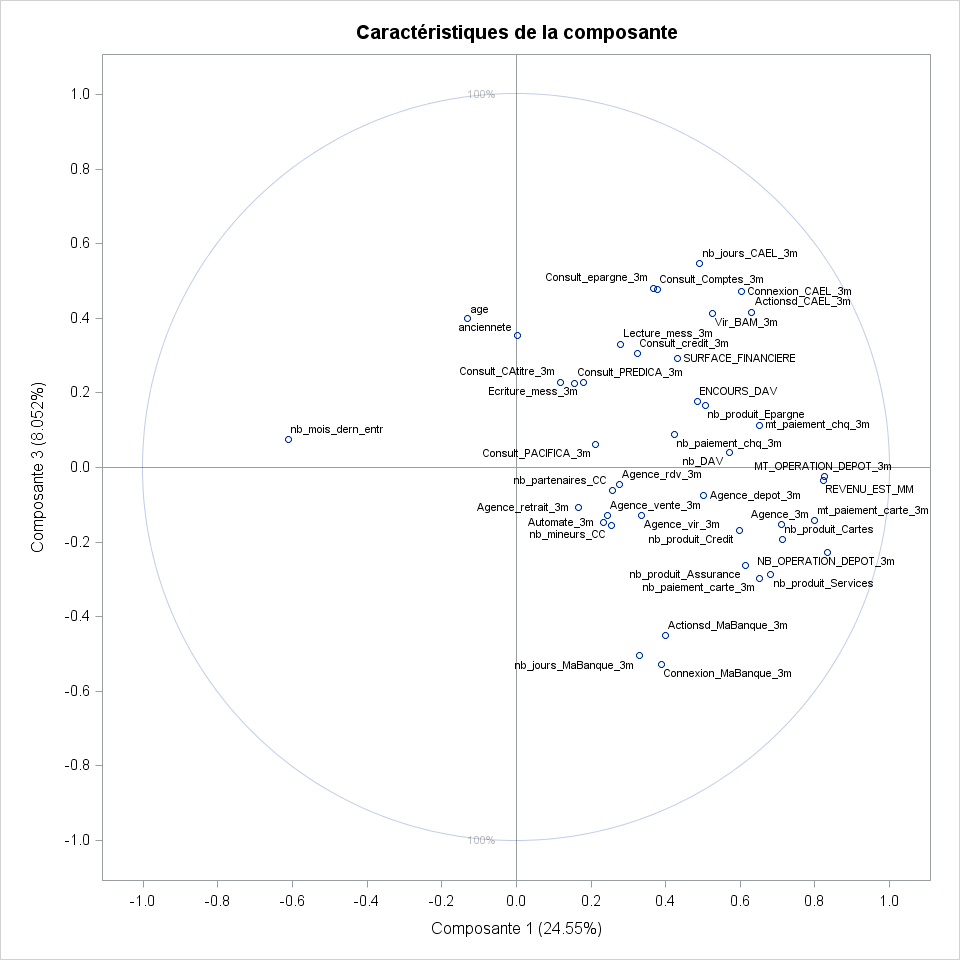 Caractéristiques de la composante
1.0
100%
0.8
0.6
nb_jours_CAEL_3m
Consult_epargne_3m
Consult_Comptes_3m
Connexion_CAEL_3m
Actionsd_CAEL_3m
0.4
age
Vir_BAM_3m
anciennete
Lecture_mess_3m
Consult_credit_3m
SURFACE_FINANCIERE
Consult_CAtitre_3m
Consult_PREDICA_3m
0.2
Ecriture_mess_3m
ENCOURS_DAV
nb_produit_Epargne
mt_paiement_chq_3m
nb_mois_dern_entr
nb_paiement_chq_3m
Consult_PACIFICA_3m
nb_DAV
0.0
MT_OPERATION_DEPOT_3m
Agence_rdv_3m
nb_partenaires_CC
REVENU_EST_MM
Agence_depot_3m
Agence_retrait_3m
Agence_vente_3m
Agence_3m
mt_paiement_carte_3m
Automate_3m
Agence_vir_3m
nb_produit_Cartes
nb_mineurs_CC
nb_produit_Credit
-0.2
NB_OPERATION_DEPOT_3m
nb_produit_Assurance
nb_paiement_carte_3m
nb_produit_Services
-0.4
Actionsd_MaBanque_3m
nb_jours_MaBanque_3m
Connexion_MaBanque_3m
-0.6
-0.8
100%
-1.0
Composante 3 (8.052%)
-1.0 -0.8 -0.6 -0.4 -0.2 0.0 0.2 0.4 0.6 0.8 1.0
Composante 1 (24.55%)